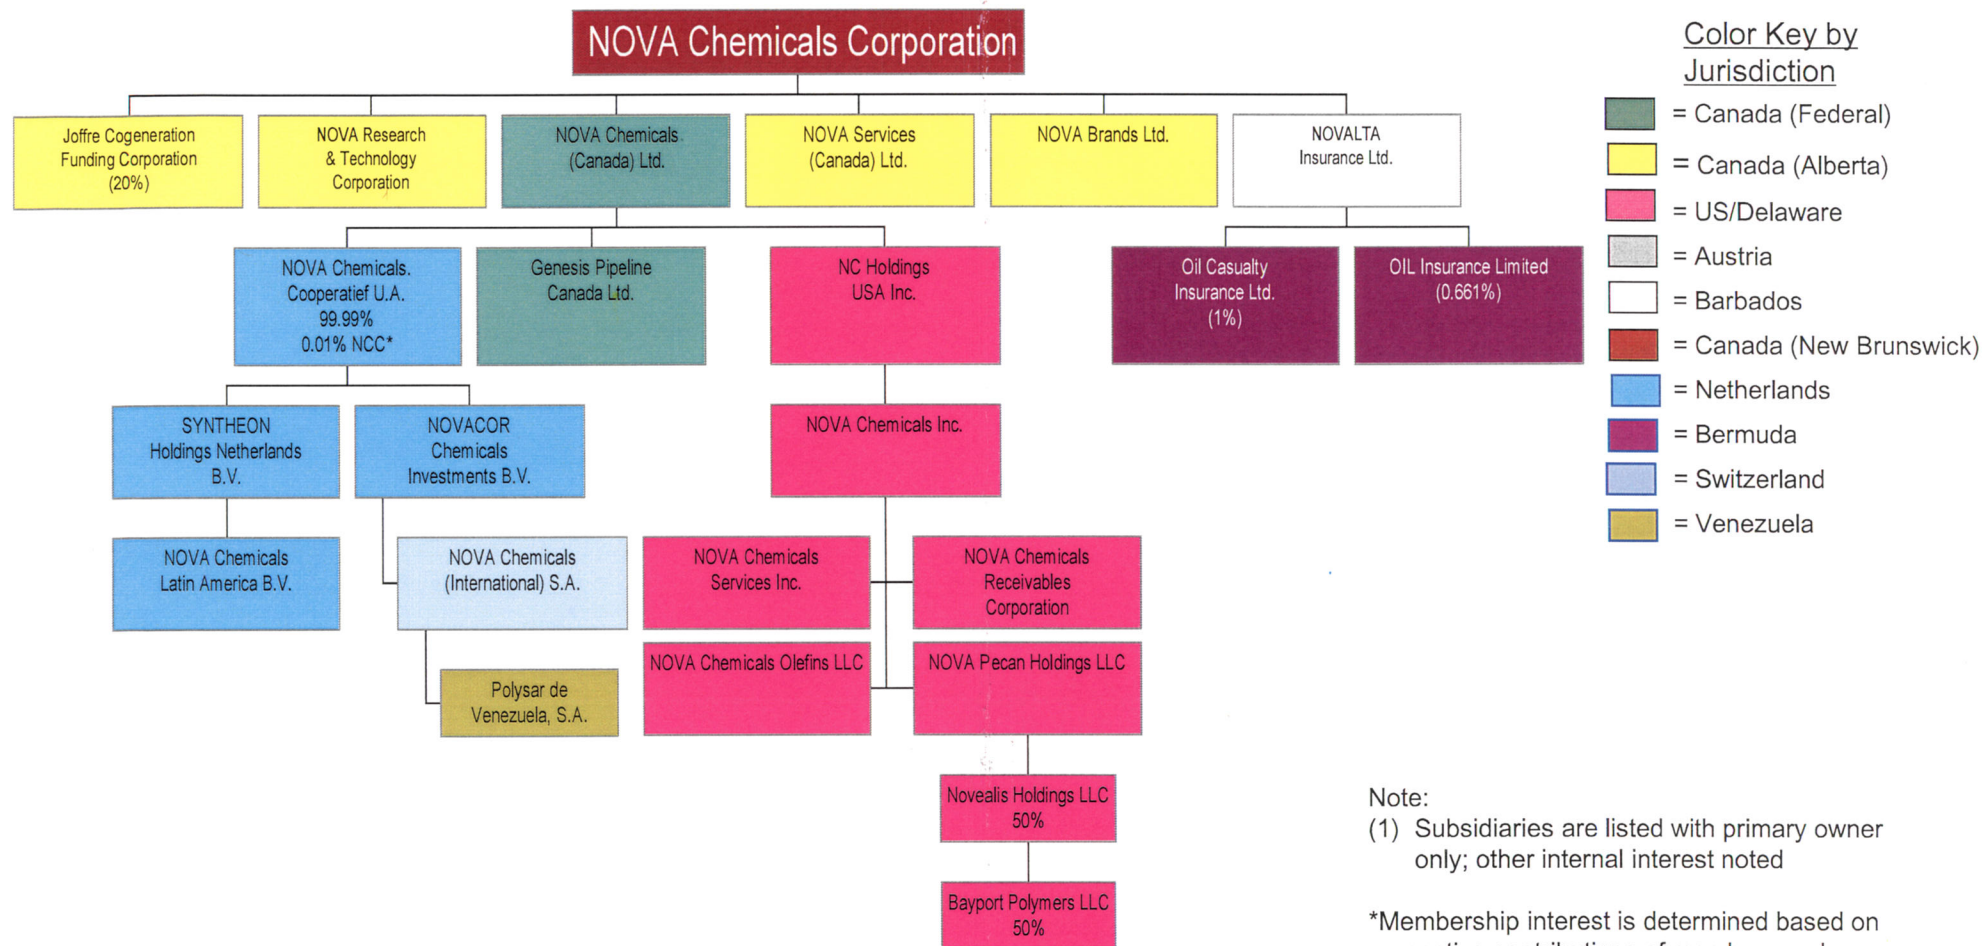 NOVA Chemicals Corporation
Joffre Cogeneration
Funding Corporation
(20%)
NOVA Research
& Technology
Corporation
NOVA Chemicals
(Canada) Ltd.
NOVA Services
(Canada) Ltd.
NOVA Brands Ltd.
NOVALTA
Insurance Ltd.
NOVA Chemicals.
Cooperatief U.A.
99.99%
0.01% NCC*
Genesis Pipeline
Canada Ltd.
NC Holdings
USA Inc.
Oil Casualty
Insurance Ltd.
(1%)
OIL Insurance Limited
(0.661%)
SYNTHEON
Holdings Netherlands
B.V.
NOVACOR
Chemicals
Investments B.V.
NOVA Chemicals Inc.
NOVA Chemicals
Latin America B.V.
NOVA Chemicals
(International) S.A.
NOVA Chemicals
Services Inc.
NOVA Chemicals
Receivables
Corporation
NOVA Chemicals Olefins LLC
NOVA Pecan Holdings LLC
Polysar de
Venezuela, S.A.
Novealis Holdings LLC
50%
Bayport Polymers LLC
50%
Color Key by
Jurisdiction
= Canada (Federal)
= Canada (Alberta)
= US/Delaware
= Austria
= Barbados
= Canada (New Brunswick)
= Netherlands
= Bermuda
= Switzerland
= Venezuela
Note:
(1) Subsidiaries are listed with primary owner
only; other internal interest noted
*Membership interest is determined based on